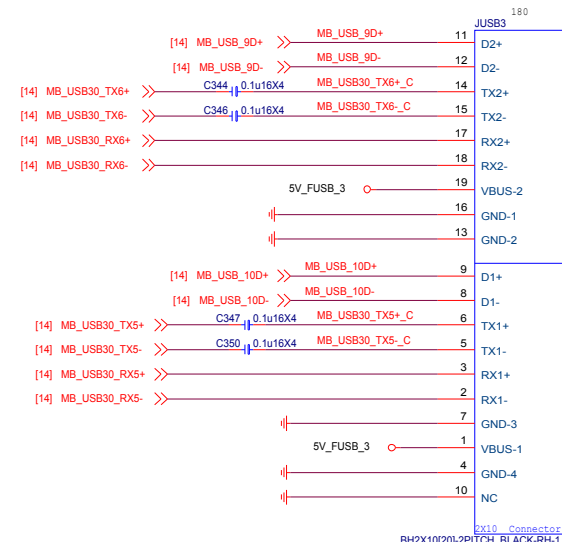 180
JUSB3
[14] MB_USB_9D+ MB_USB_9D+ 11 D2+
[14] MB_USB_9D- MB_USB_9D- 12 D2-
[14] MB_USB30_TX6+ C344 0.1u16X4 MB_USB30_TX6+_C 14 TX2+
[14] MB_USB30_TX6- C346 0.1u16X4 MB_USB30_TX6-_C 15 TX2-
[14] MB_USB30_RX6+ 17 RX2+
[14] MB_USB30_RX6- 18 RX2-
5V_FUSB_3 19 VBUS-2
16 GND-1
13 GND-2
[14] MB_USB_10D+ MB_USB_10D+ 9 D1+
[14] MB_USB_10D- MB_USB_10D- 8 D1-
[14] MB_USB30_TX5+ C347 0.1u16X4 MB_USB30_TX5+_C 6 TX1+
[14] MB_USB30_TX5- C350 0.1u16X4 MB_USB30_TX5-_C 5 TX1-
[14] MB_USB30_RX5+ 3 RX1+
[14] MB_USB30_RX5- 2 RX1-
7 GND-3
5V_FUSB_3 1 VBUS-1
4 GND-4
10 NC
2X10 Connector
BH2X10[20]-2PITCH_BLACK-RH-1